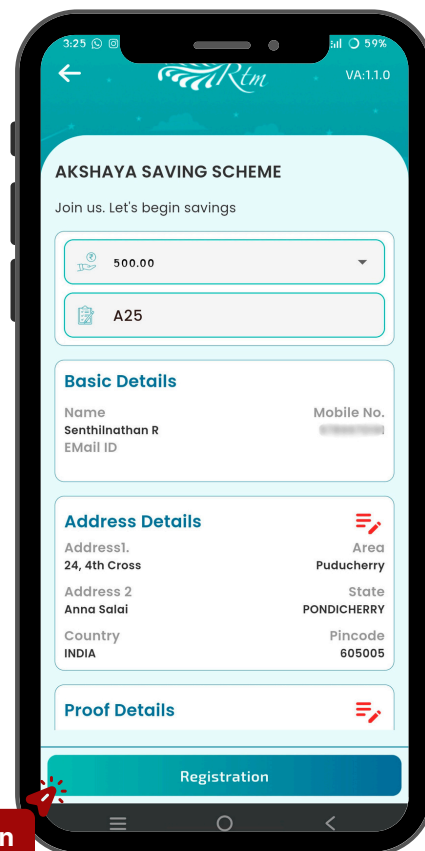 3:25
59%
Rtm
VA:1.1.0
AKSHAYA SAVING SCHEME
Join us. Let's begin savings
500.00
A25
Basic Details
Name Mobile No.
Senthilnathan R
EMail ID
Address Details
Address1. Area
24, 4th Cross Puducherry
Address 2 State
Anna Salai PONDICHERRY
Country Pincode
INDIA 605005
Proof Details
Registration
n